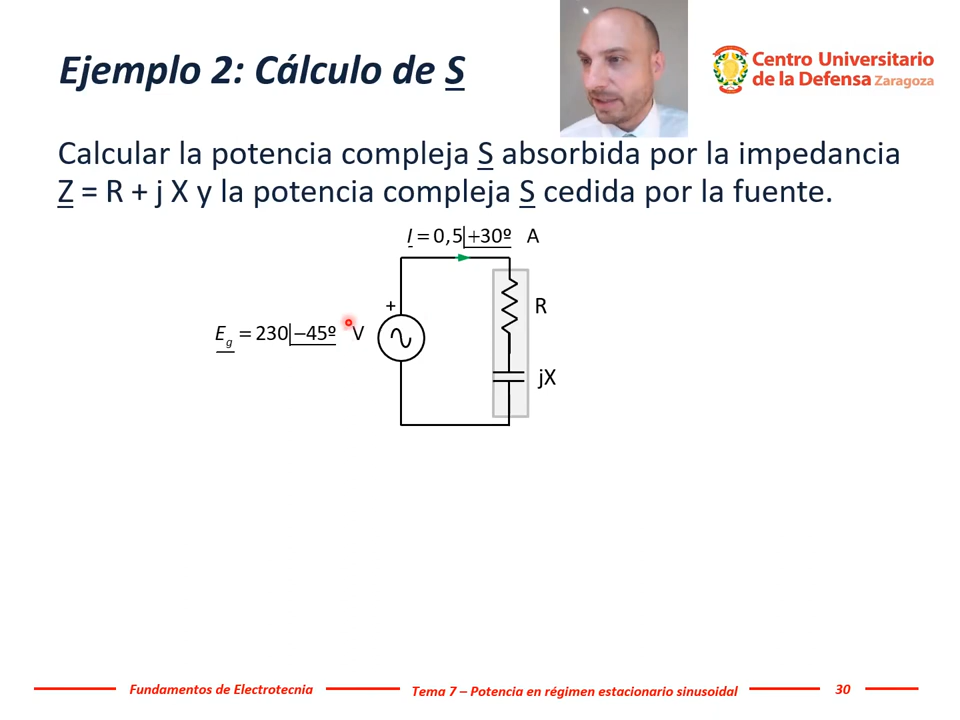 Ejemplo 2: Cálculo de S
Centro Universitario
de la Defensa Zaragoza
Calcular la potencia compleja S absorbida por la impedancia
Z = R + j X y la potencia compleja S cedida por la fuente.
I = 0,5|+30º A
+
R
E_g = 230|−45º V
jX
Fundamentos de Electrotecnia
Tema 7 – Potencia en régimen estacionario sinusoidal
30